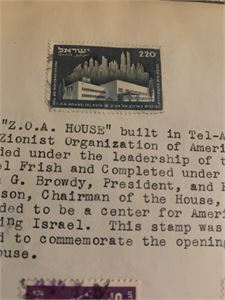 ישראל
220
"Z.O.A. HOUSE" built in Tel-A
Zionist Organization of Ameri
ded under the leadership of t
el Frish and Completed under
n G. Browdy, President, and
son, Chairman of the House,
ded to be a center for Ameri
ing Israel. This stamp was
d to commemorate the opening
ouse.